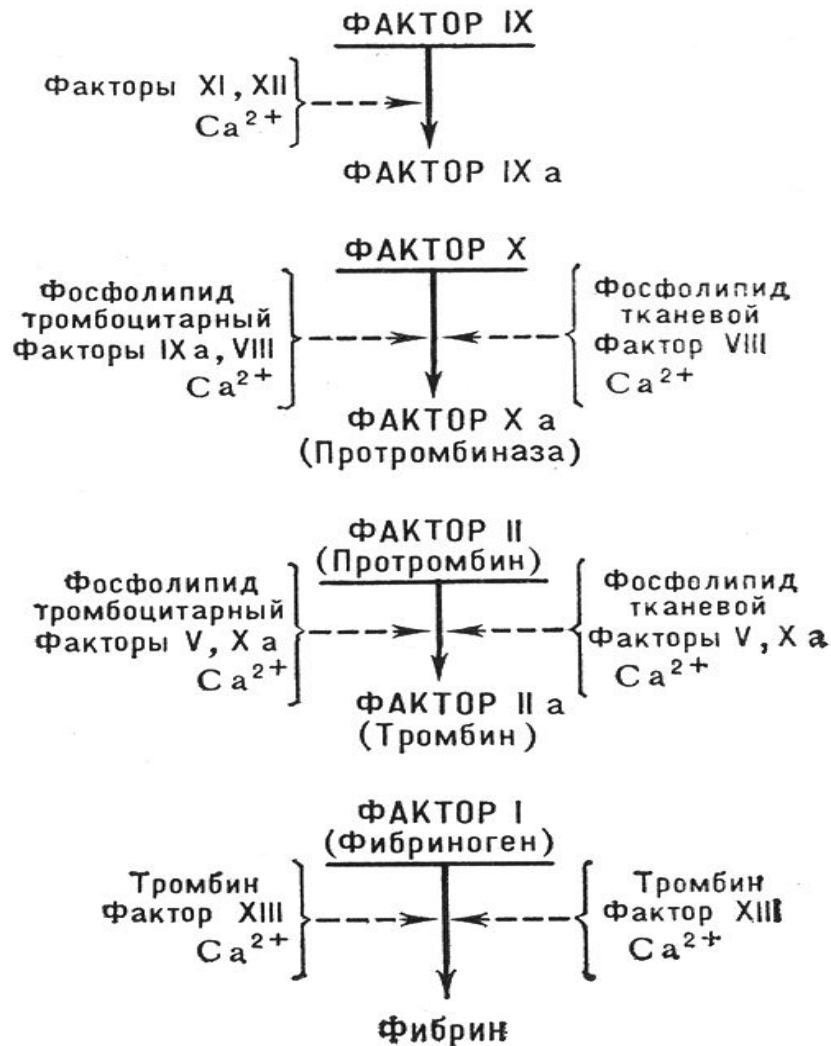 ФАКТОР IX
Факторы XI, XII
Ca²⁺
ФАКТОР IX а
ФАКТОР X
Фосфолипид
тромбоцитарный
Факторы IX а, VIII
Ca²⁺
Фосфолипид
тканевой
Фактор VIII
Ca²⁺
ФАКТОР X а
(Протромбиназа)
ФАКТОР II
(Протромбин)
Фосфолипид
тромбоцитарный
Факторы V, X а
Ca²⁺
Фосфолипид
тканевой
Факторы V, X а
Ca²⁺
ФАКТОР II а
(Тромбин)
ФАКТОР I
(Фибриноген)
Тромбин
Фактор XIII
Ca²⁺
Тромбин
Фактор XIII
Ca²⁺
Фибрин